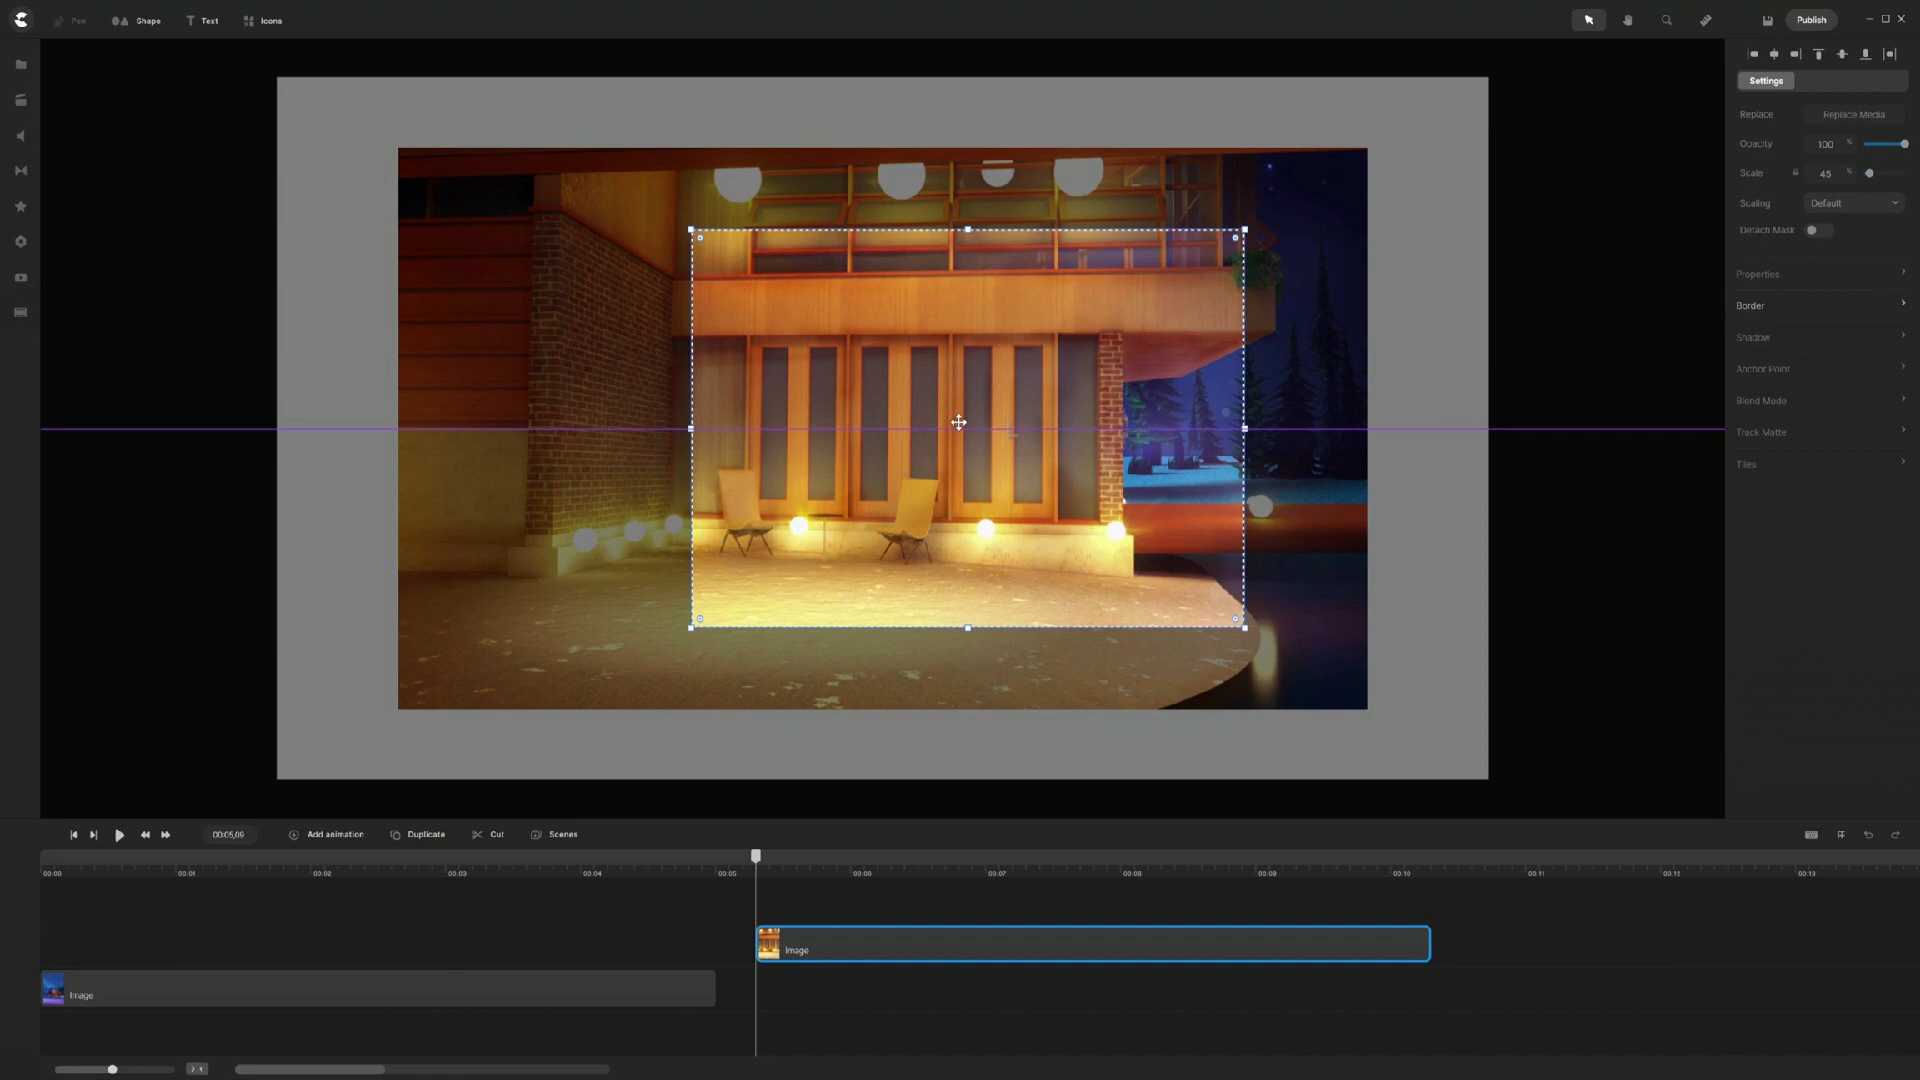 Pen
Shape
Text
Icons
Publish
Settings
Replace
Replace Media
Opacity
100
%
Scale
45
%
Scaling
Default
Detach Mask
Properties
Border
Shadow
Anchor Point
Blend Mode
Track Matte
Tiles
00:05,09
Add animation
Duplicate
Cut
Scenes
00:00
00:01
00:02
00:03
00:04
00:05
00:06
00:07
00:08
00:09
00:10
00:11
00:12
00:13
Image
Image